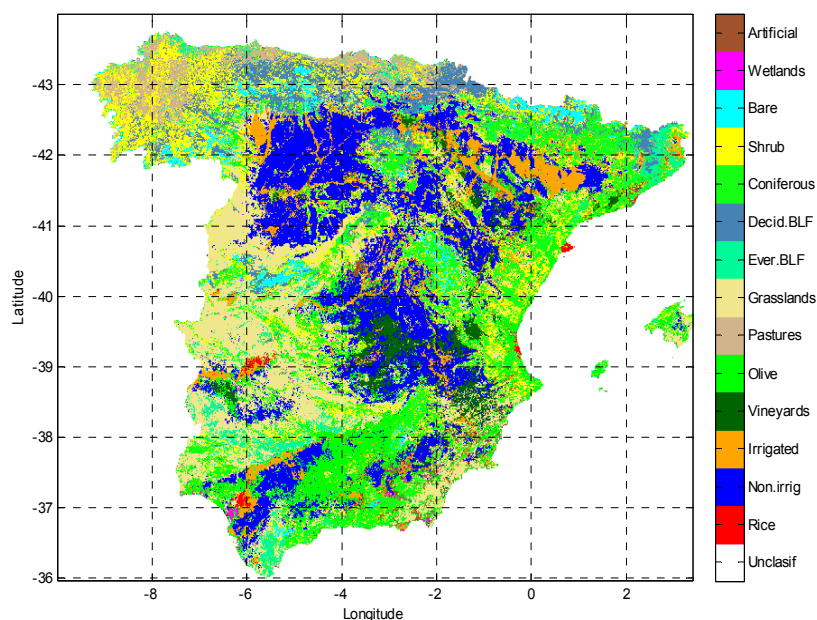 -43
-42
-41
-40
-39
-38
-37
-36
Latitude
-8
-6
-4
-2
0
2
Longitude
Artificial
Wetlands
Bare
Shrub
Coniferous
Decid.BLF
Ever.BLF
Grasslands
Pastures
Olive
Vineyards
Irrigated
Non.irrig
Rice
Unclasif